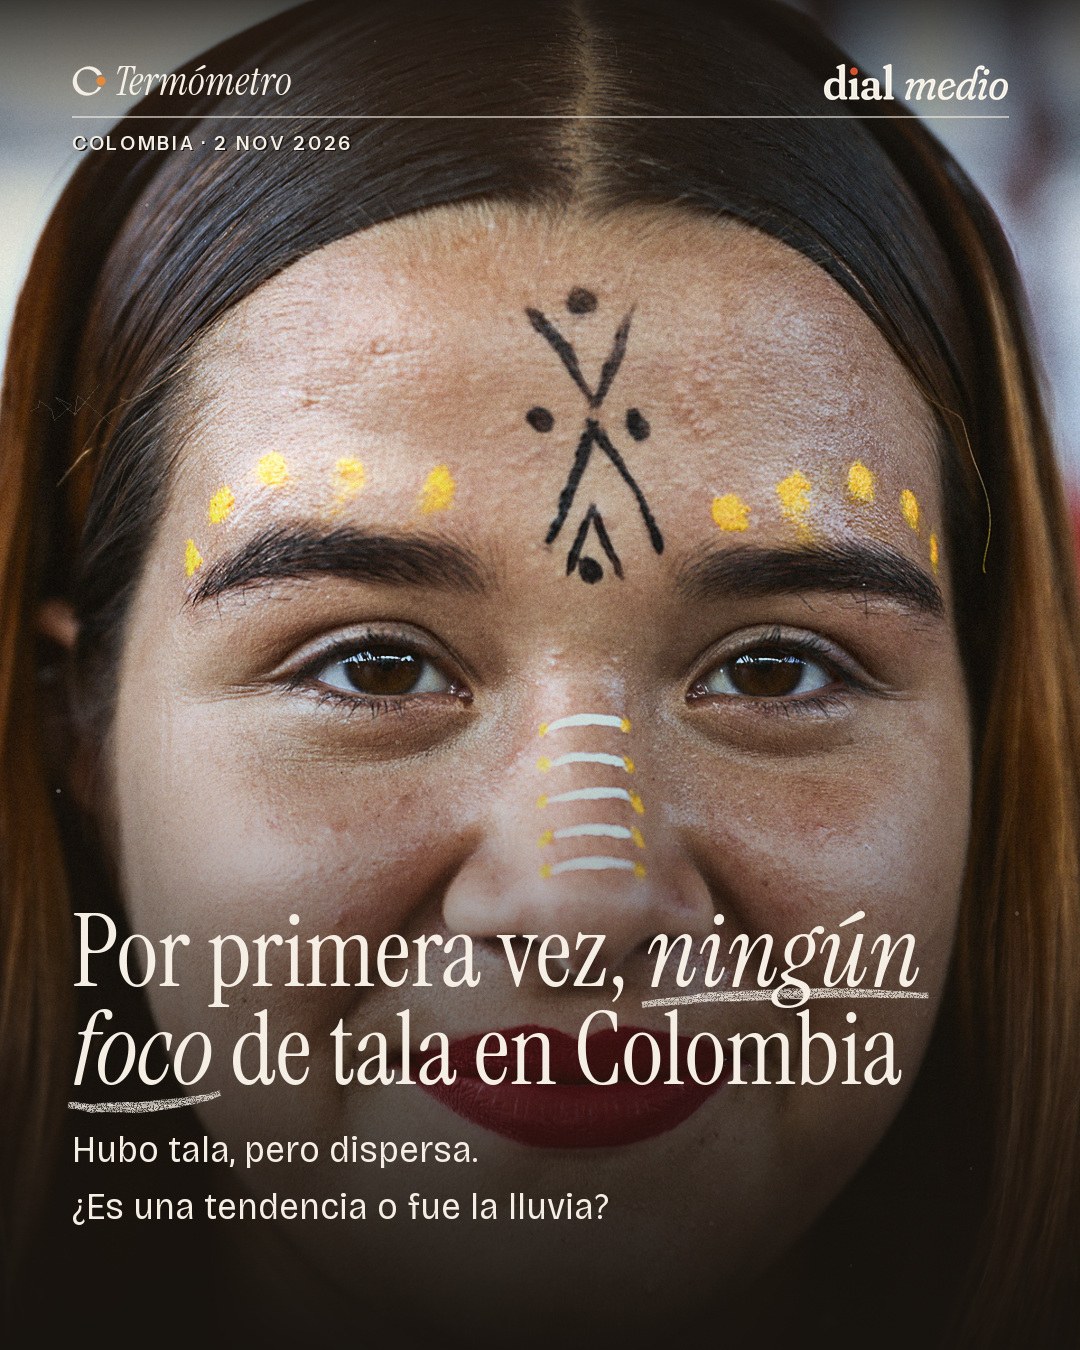 Termómetro
dial medio
COLOMBIA · 2 NOV 2026
Por primera vez, ningún
foco de tala en Colombia
Hubo tala, pero dispersa.
¿Es una tendencia o fue la lluvia?